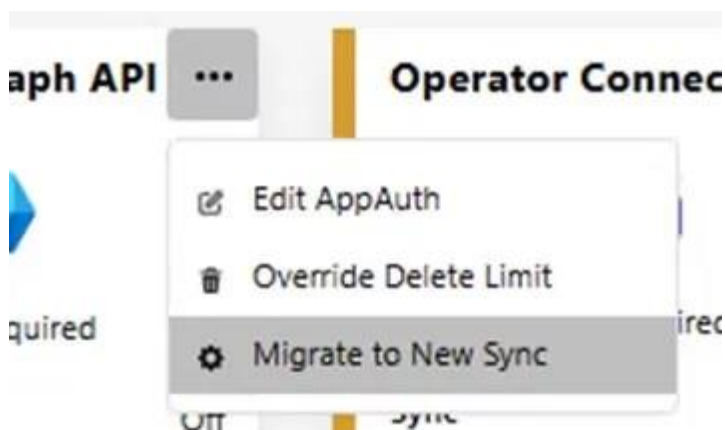 aph API ...
Operator Connec
Edit AppAuth
Override Delete Limit
quired
ired
Migrate to New Sync
Off
Sync